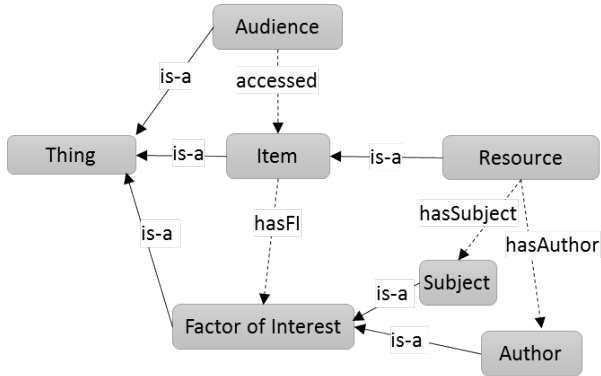 Audience
is-a
accessed
Thing
is-a
Item
is-a
Resource
hasSubject
hasFI
is-a
hasAuthor
Subject
is-a
Factor of Interest
is-a
Author